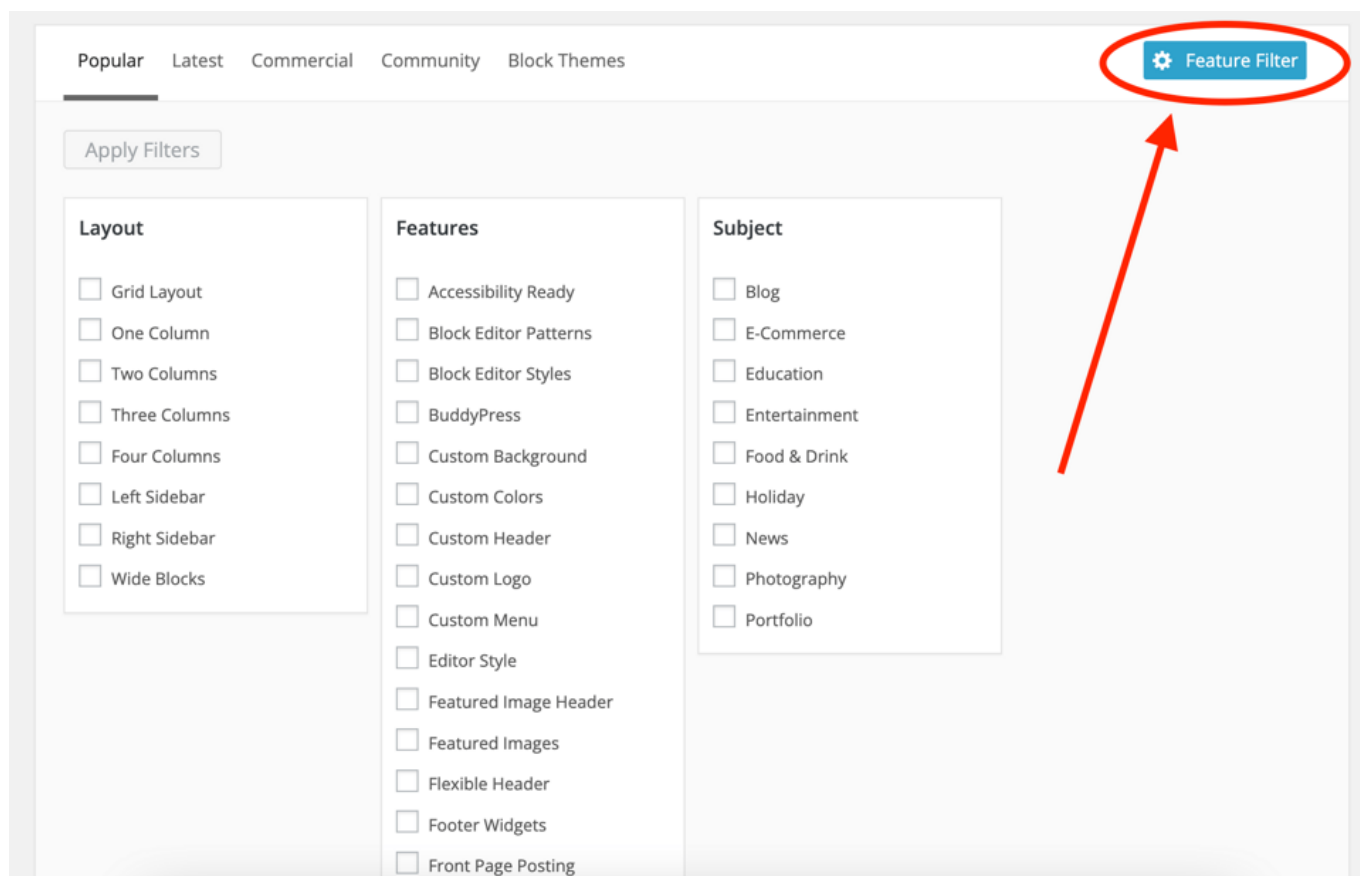 Popular Latest Commercial Community Block Themes Feature Filter
Apply Filters
Layout
Grid Layout
One Column
Two Columns
Three Columns
Four Columns
Left Sidebar
Right Sidebar
Wide Blocks
Features
Accessibility Ready
Block Editor Patterns
Block Editor Styles
BuddyPress
Custom Background
Custom Colors
Custom Header
Custom Logo
Custom Menu
Editor Style
Featured Image Header
Featured Images
Flexible Header
Footer Widgets
Front Page Posting
Subject
Blog
E-Commerce
Education
Entertainment
Food & Drink
Holiday
News
Photography
Portfolio